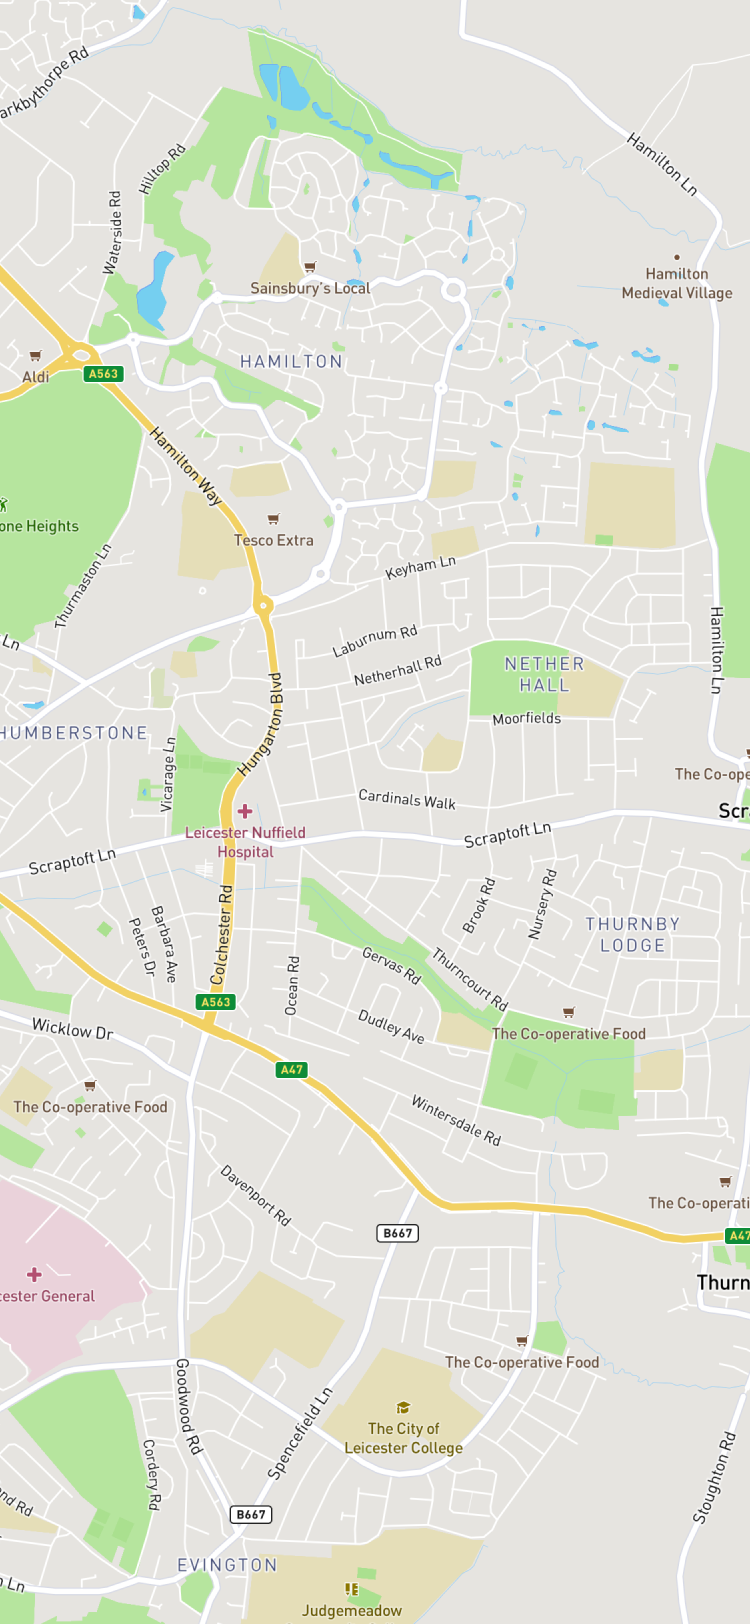 arkbythorpe Rd
Hilltop Rd
Waterside Rd
Hamilton Ln
Hamilton
Medieval Village
Sainsbury's Local
HAMILTON
Aldi
A563
Hamilton Way
one Heights
Tesco Extra
Thurmaston Ln
Keyham Ln
Laburnum Rd
Netherhall Rd
NETHER
HALL
Hamilton Ln
Ln
Moorfields
Hungarton Blvd
HUMBERSTONE
Vicarage Ln
The Co-ope
Cardinals Walk
Scr
Leicester Nuffield
Hospital
Scraptoft Ln
Scraptoft Ln
Brook Rd
Nursery Rd
THURNBY
LODGE
Barbara Ave
Peters Dr
Colchester Rd
Ocean Rd
Gervas Rd
Thurncourt Rd
A563
Wicklow Dr
Dudley Ave
The Co-operative Food
A47
The Co-operative Food
Wintersdale Rd
Davenport Rd
The Co-operati
B667
A47
Thurn
cester General
The Co-operative Food
Goodwood Rd
Spencefield Ln
The City of
Leicester College
Cordery Rd
Stoughton Rd
ond Rd
B667
EVINGTON
n Ln
Judgemeadow